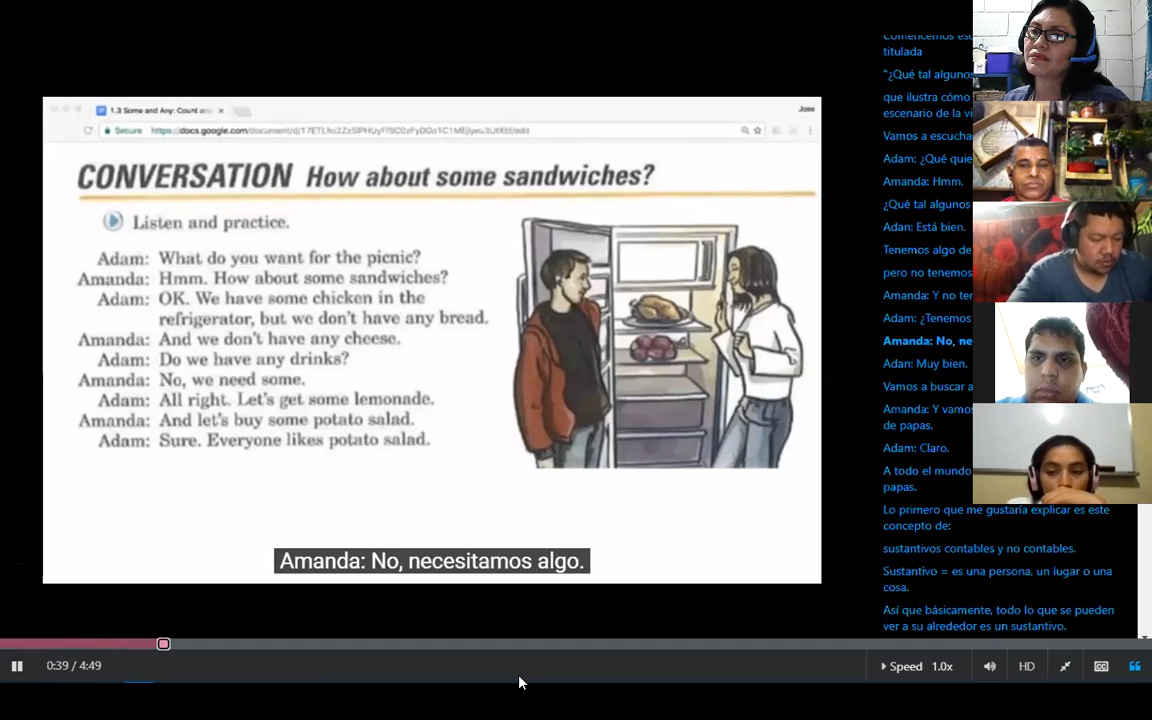 1.3 Some and Any: Count and
Jose
Secure
CONVERSATION How about some sandwiches?
Listen and practice.
Adam: What do you want for the picnic?
Amanda: Hmm. How about some sandwiches?
Adam: OK. We have some chicken in the
refrigerator, but we don't have any bread.
Amanda: And we don't have any cheese.
Adam: Do we have any drinks?
Amanda: No, we need some.
Adam: All right. Let's get some lemonade.
Amanda: And let's buy some potato salad.
Adam: Sure. Everyone likes potato salad.
Amanda: No, necesitamos algo.
titulada
"¿Qué tal algunos
que ilustra cómo
escenario de la vi
Vamos a escucha
Adam: ¿Qué quie
Amanda: Hmm.
¿Qué tal algunos
Adan: Está bien.
Tenemos algo de
pero no tenemos
Amanda: Y no ten
Adam: ¿Tenemos
Amanda: No, ne
Adan: Muy bien.
Vamos a buscar a
Amanda: Y vamos
de papas.
Adam: Claro.
A todo el mundo
papas.
Lo primero que me gustaría explicar es este
concepto de:
sustantivos contables y no contables.
Sustantivo = es una persona, un lugar o una
cosa.
Así que básicamente, todo lo que se pueden
ver a su alrededor es un sustantivo.
0:39 / 4:49
Speed 1.0x
HD
CC